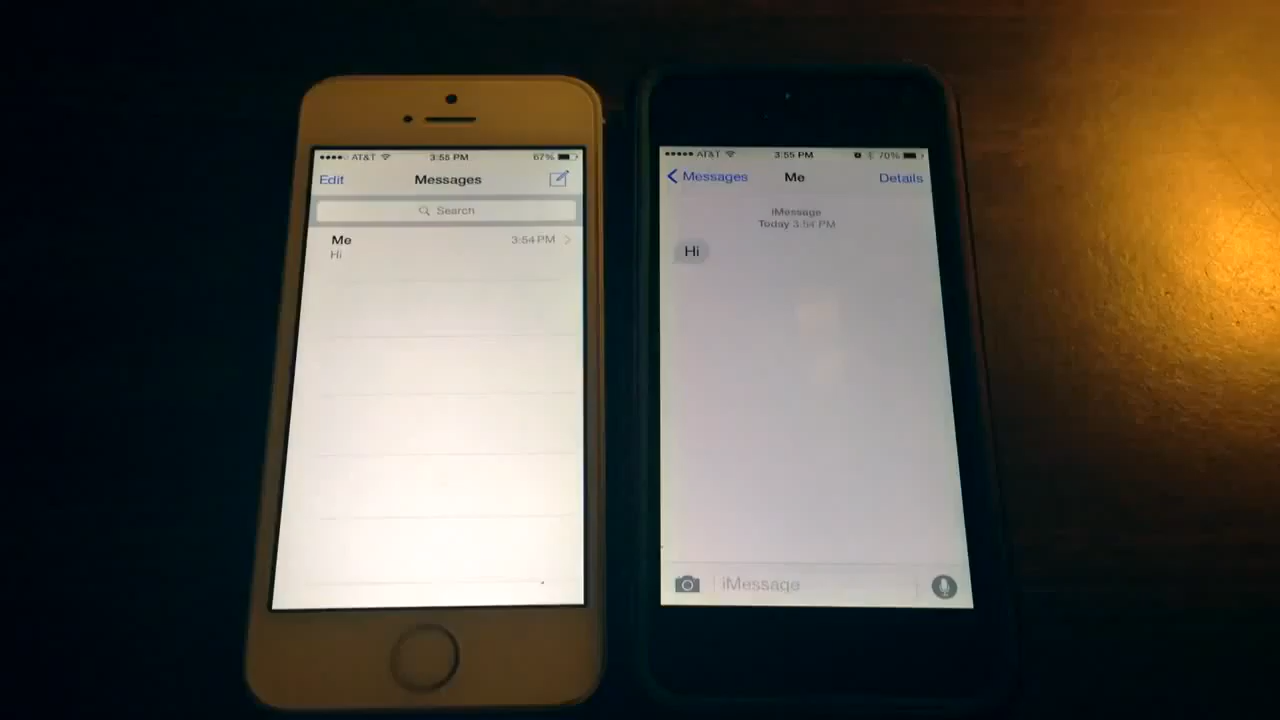 AT&T 3:55 PM 67%
Edit Messages
Search
Me 3:54 PM
Hi
AT&T 3:55 PM 70%
Messages Me Details
iMessage
Today 3:54 PM
Hi
iMessage